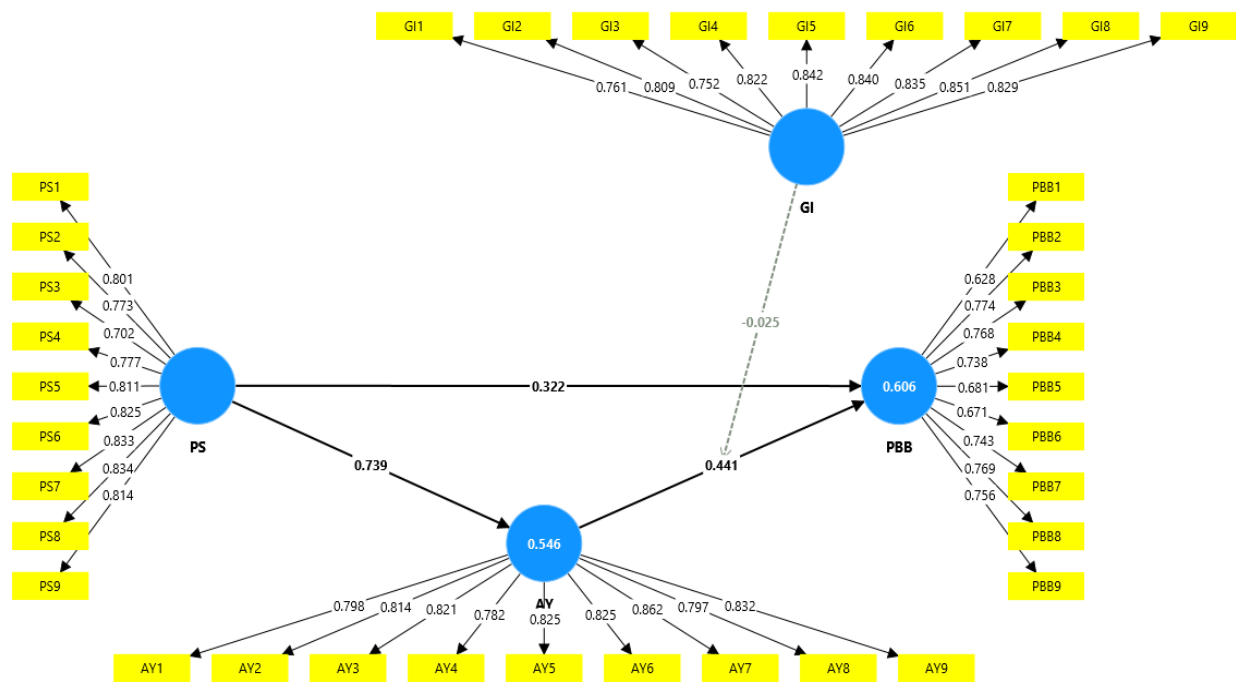 GI1 GI2 GI3 GI4 GI5 GI6 GI7 GI8 GI9
0.761 0.809 0.752 0.822 0.842 0.840 0.835 0.851 0.829
GI
PS1
PS2
PS3
PS4
PS5
PS6
PS7
PS8
PS9
0.801
0.773
0.702
0.777
0.811
0.825
0.833
0.834
0.814
PS
-0.025
0.322
0.739
0.441
0.606
PBB
0.628
0.774
0.768
0.738
0.681
0.671
0.743
0.769
0.756
PBB1
PBB2
PBB3
PBB4
PBB5
PBB6
PBB7
PBB8
PBB9
0.546
AY
0.798 0.814 0.821 0.782 0.825 0.825 0.862 0.797 0.832
AY1 AY2 AY3 AY4 AY5 AY6 AY7 AY8 AY9